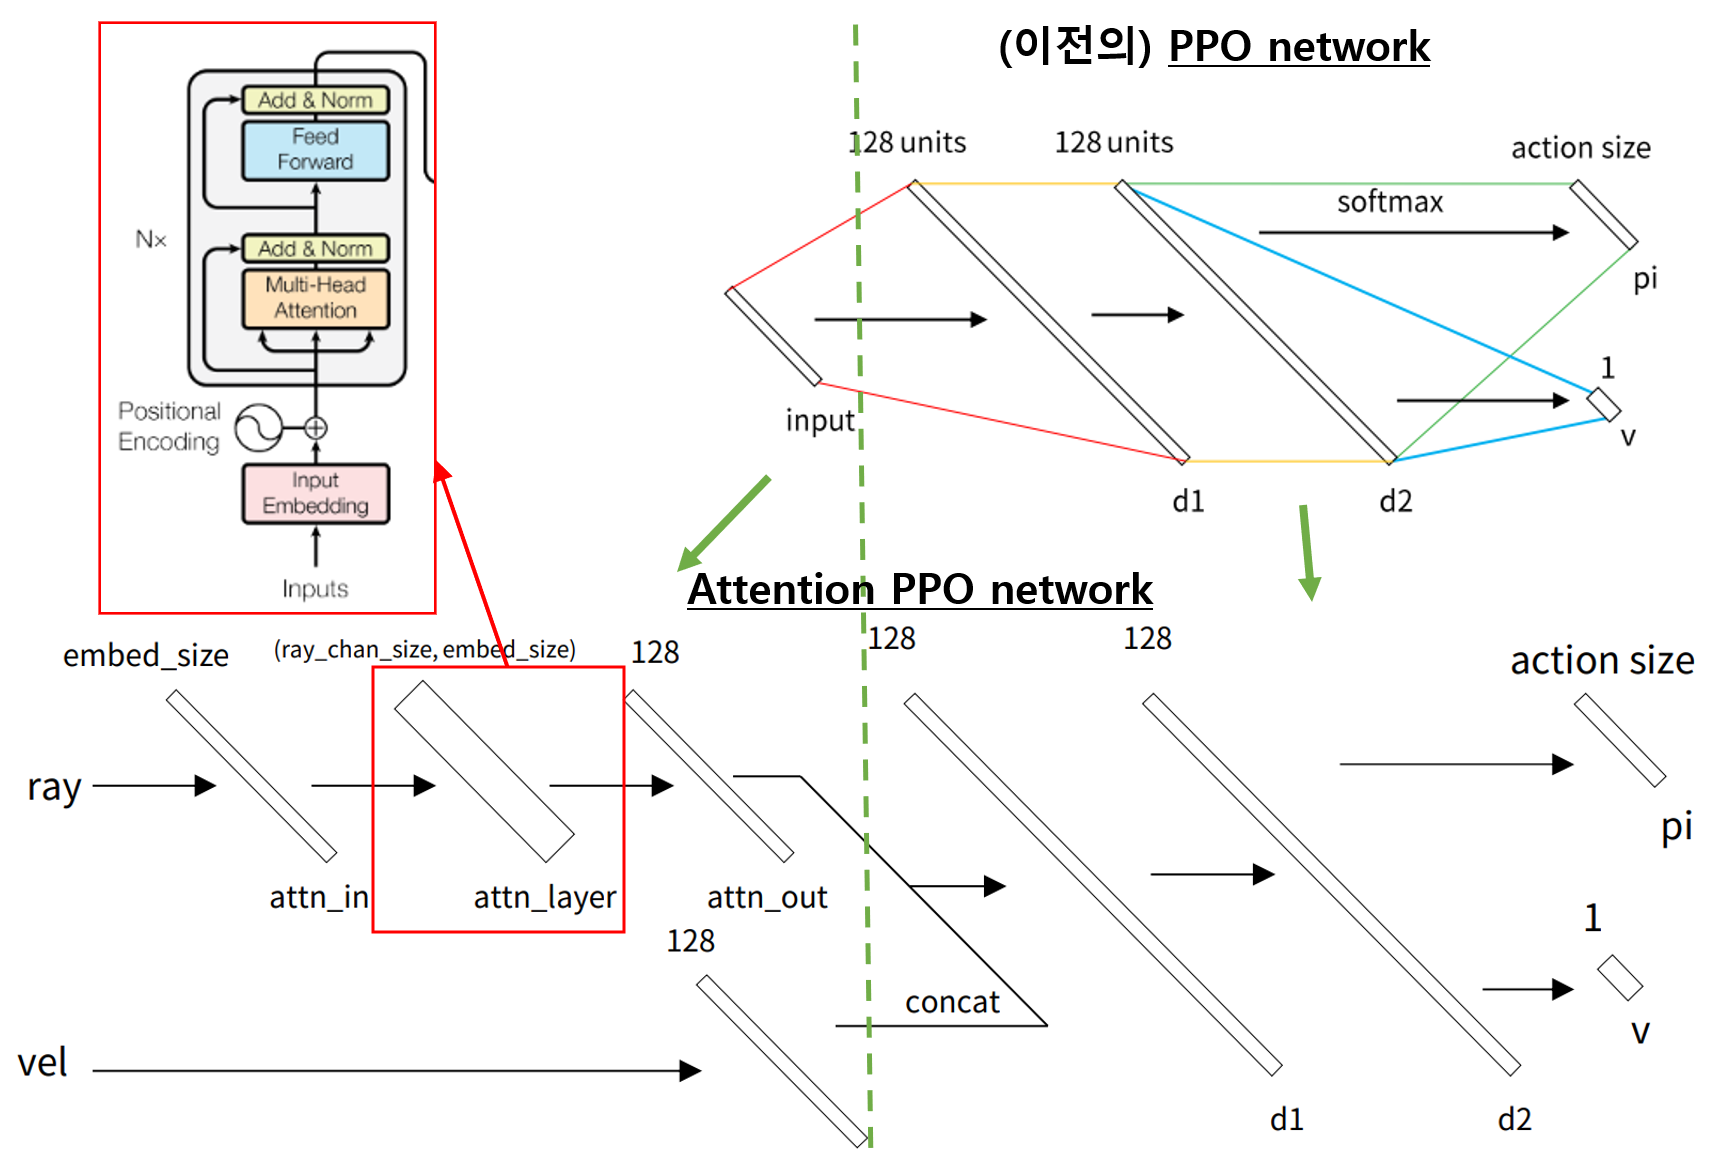 (이전의) PPO network
Add & Norm
Feed
Forward
Nx
Add & Norm
Multi-Head
Attention
Positional
Encoding
Input
Embedding
Inputs
128 units
128 units
action size
softmax
pi
1
v
input
d1
d2
Attention PPO network
embed_size
(ray_chan_size, embed_size)
128
128
128
action size
ray
attn_in
attn_layer
attn_out
pi
128
1
concat
v
vel
d1
d2